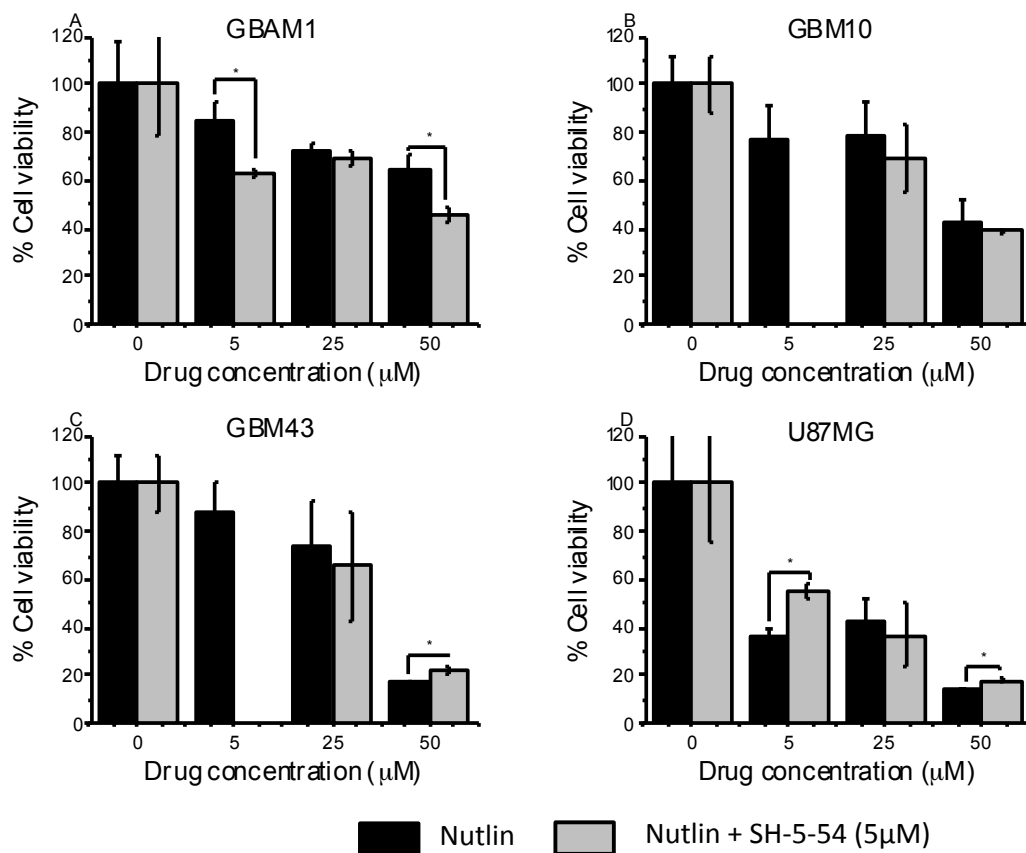 A
GBAM1
120
100
80
60
40
20
0
% Cell viability
*
*
0 5 25 50
Drug concentration (μM)
B
GBM10
120
100
80
60
40
20
0
% Cell viability
0 5 25 50
Drug concentration (μM)
C
GBM43
120
100
80
60
40
20
0
% Cell viability
*
0 5 25 50
Drug concentration (μM)
D
U87MG
120
100
80
60
40
20
0
% Cell viability
*
*
0 5 25 50
Drug concentration (μM)
Nutlin
Nutlin + SH-5-54 (5μM)